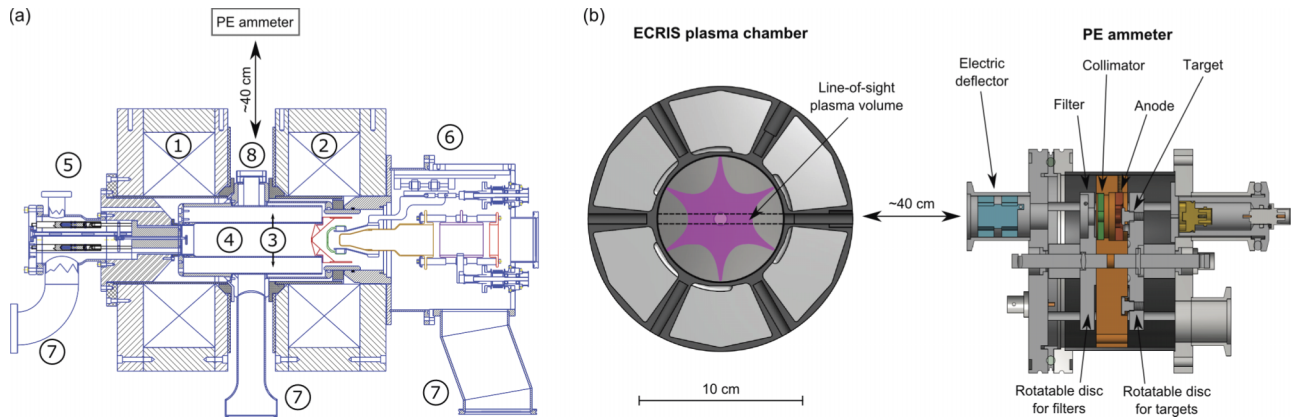 (a)
PE ammeter
~40 cm
1
2
8
6
5
4
3
7
7
7
(b)
ECRIS plasma chamber
PE ammeter
Line-of-sight
plasma volume
Electric
deflector
Collimator
Target
Filter
Anode
~40 cm
10 cm
Rotatable disc
for filters
Rotatable disc
for targets